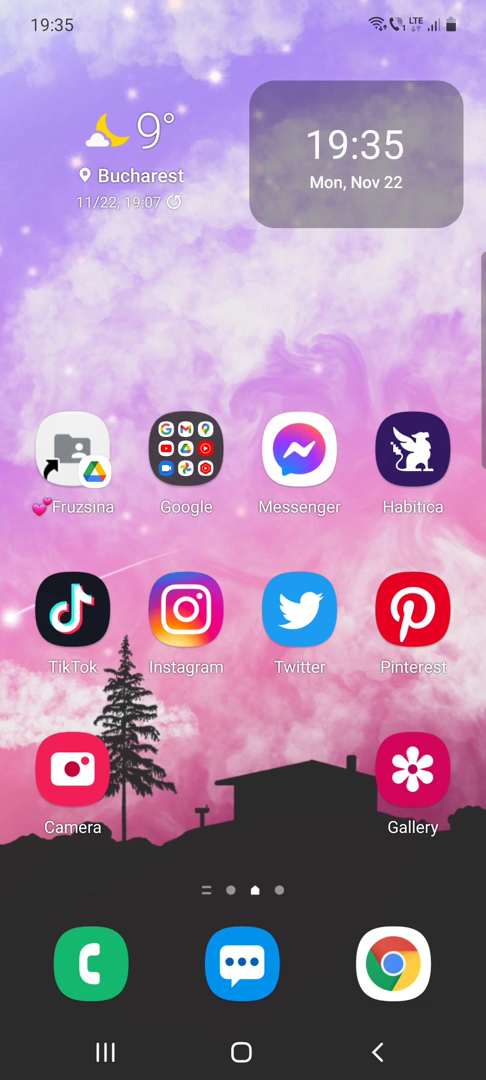 19:35
LTE
1
9°
Bucharest
11/22, 19:07
19:35
Mon, Nov 22
💕Fruzsina
Google
Messenger
Habitica
TikTok
Instagram
Twitter
Pinterest
Camera
Gallery